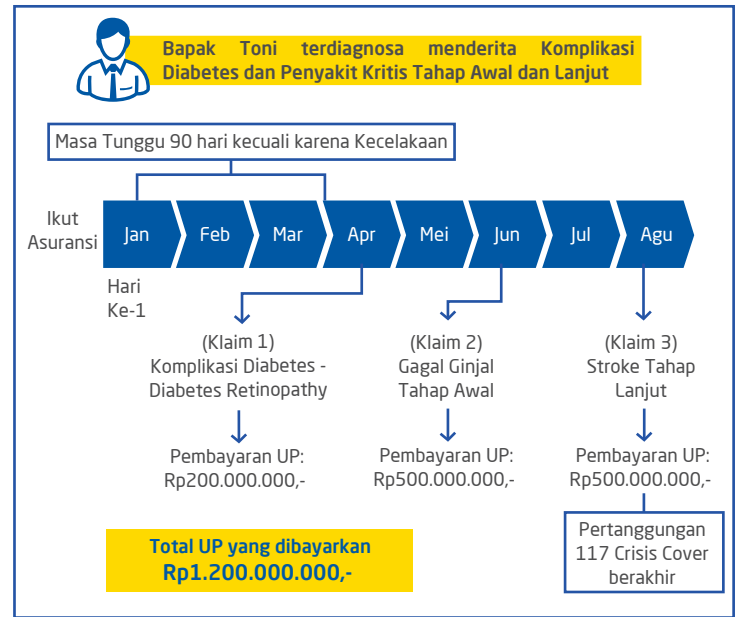 Bapak Toni terdiagnosa menderita Komplikasi
Diabetes dan Penyakit Kritis Tahap Awal dan Lanjut
Masa Tunggu 90 hari kecuali karena Kecelakaan
Ikut
Asuransi
Jan
Feb
Mar
Apr
Mei
Jun
Jul
Agu
Hari
Ke-1
(Klaim 1)
Komplikasi Diabetes -
Diabetes Retinopathy
Pembayaran UP:
Rp200.000.000,-
(Klaim 2)
Gagal Ginjal
Tahap Awal
Pembayaran UP:
Rp500.000.000,-
(Klaim 3)
Stroke Tahap
Lanjut
Pembayaran UP:
Rp500.000.000,-
Pertanggungan
117 Crisis Cover
berakhir
Total UP yang dibayarkan
Rp1.200.000.000,-